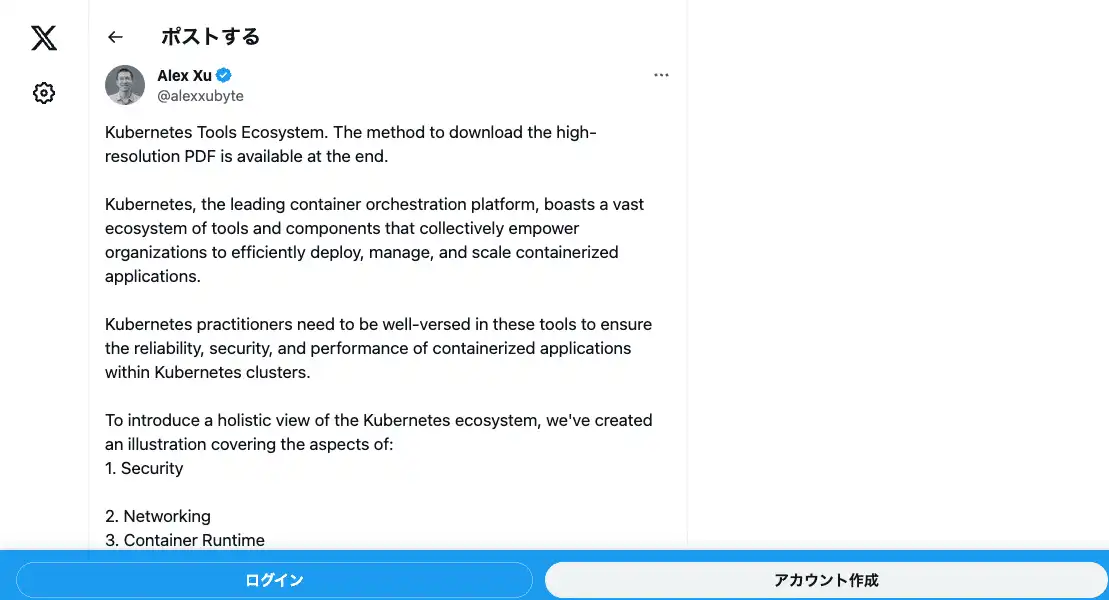 ポストする
Alex Xu
@alexxubyte
Kubernetes Tools Ecosystem. The method to download the high-
resolution PDF is available at the end.
Kubernetes, the leading container orchestration platform, boasts a vast
ecosystem of tools and components that collectively empower
organizations to efficiently deploy, manage, and scale containerized
applications.
Kubernetes practitioners need to be well-versed in these tools to ensure
the reliability, security, and performance of containerized applications
within Kubernetes clusters.
To introduce a holistic view of the Kubernetes ecosystem, we've created
an illustration covering the aspects of:
1. Security
2. Networking
3. Container Runtime
ログイン
アカウント作成